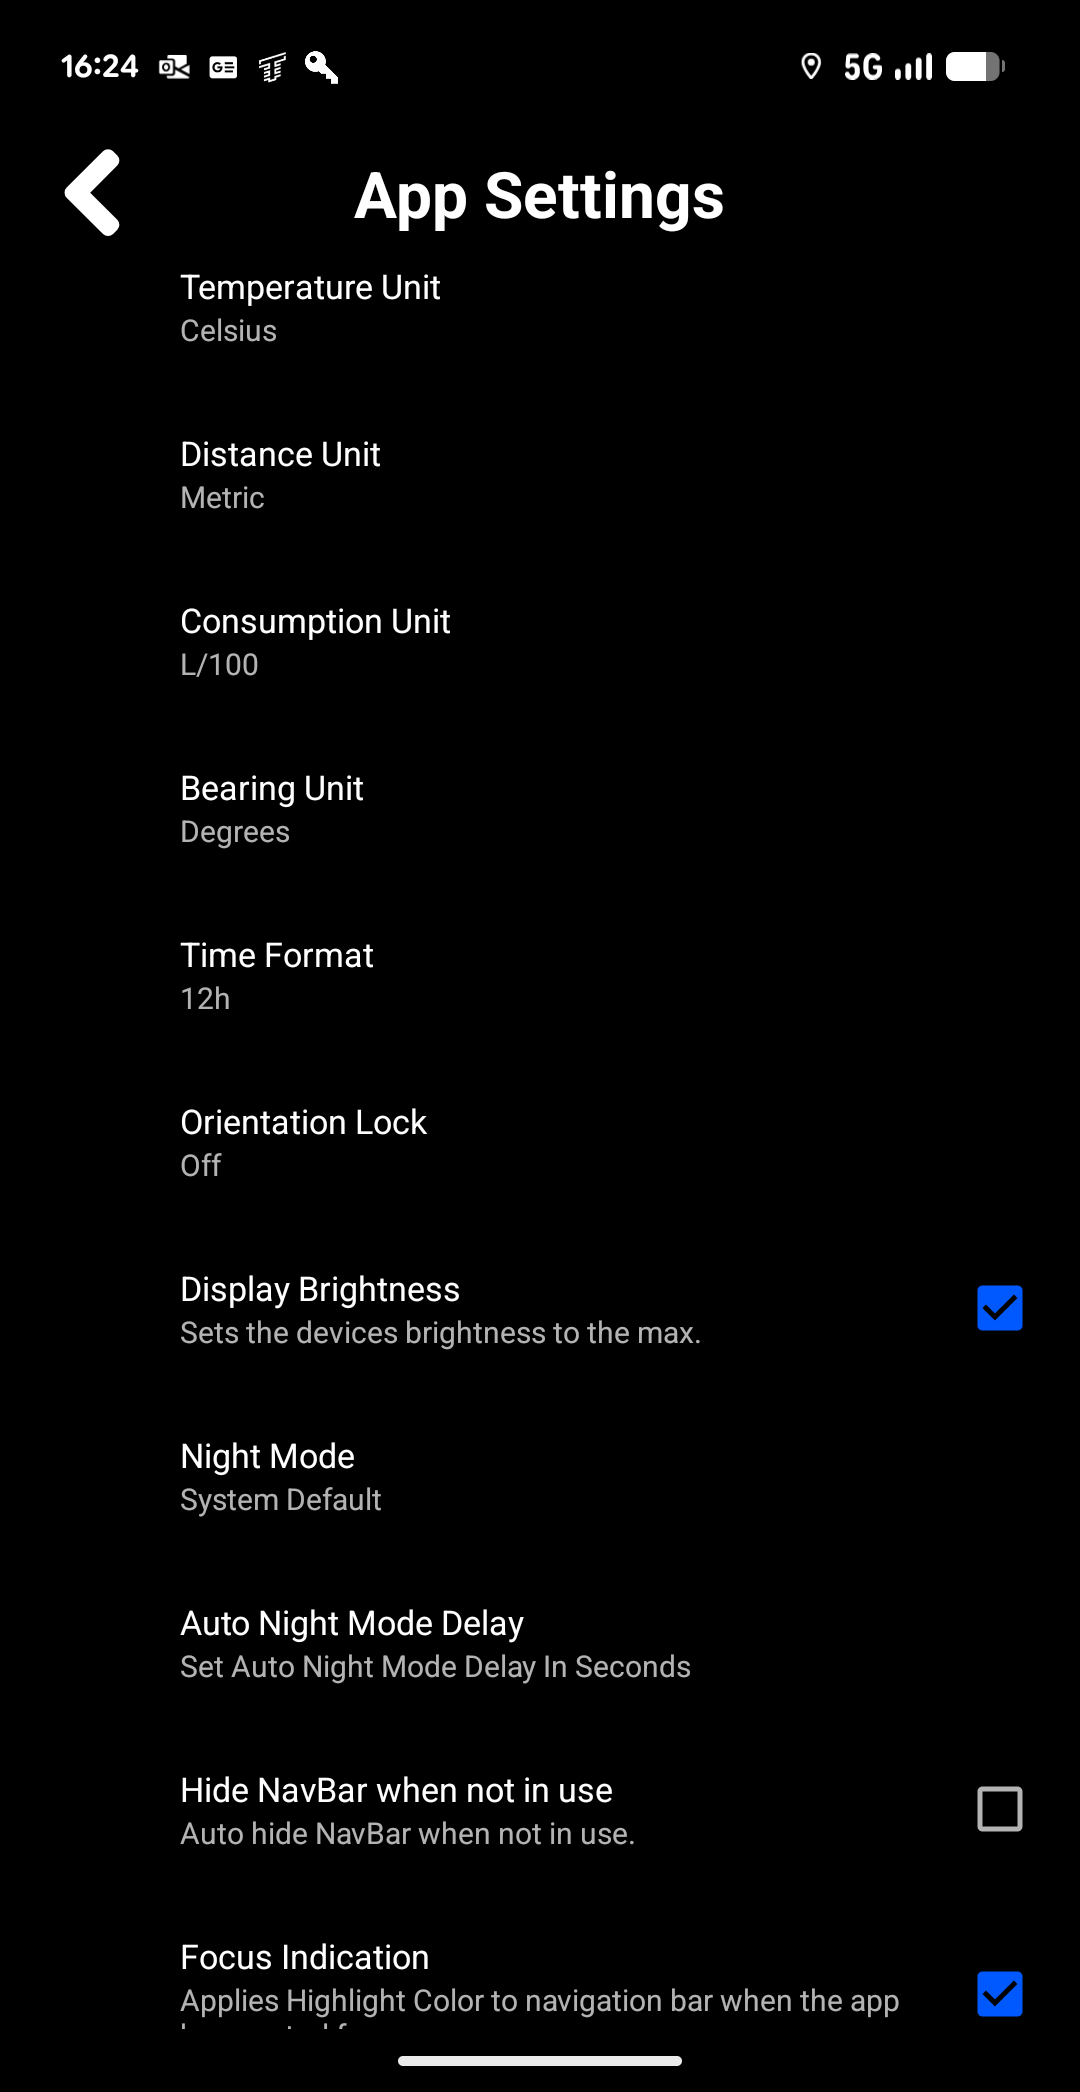 16:24
5G
App Settings
Temperature Unit
Celsius
Distance Unit
Metric
Consumption Unit
L/100
Bearing Unit
Degrees
Time Format
12h
Orientation Lock
Off
Display Brightness
Sets the devices brightness to the max.
Night Mode
System Default
Auto Night Mode Delay
Set Auto Night Mode Delay In Seconds
Hide NavBar when not in use
Auto hide NavBar when not in use.
Focus Indication
Applies Highlight Color to navigation bar when the app